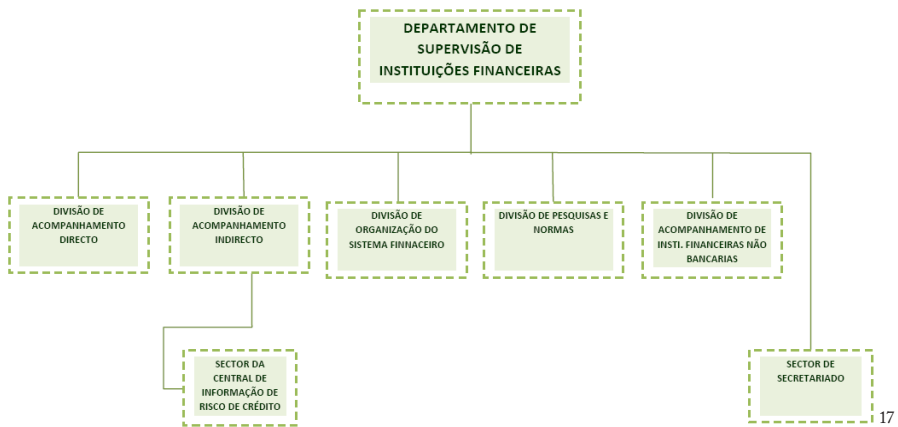 DEPARTAMENTO DE
SUPERVISÃO DE
INSTITUIÇÕES FINANCEIRAS
DIVISÃO DE
ACOMPANHAMENTO
DIRECTO
DIVISÃO DE
ACOMPANHAMENTO
INDIRECTO
DIVISÃO DE
ORGANIZAÇÃO DO
SISTEMA FINNACEIRO
DIVISÃO DE PESQUISAS E
NORMAS
DIVISÃO DE
ACOMPANHAMENTO DE
INSTI. FINANCEIRAS NÃO
BANCARIAS
SECTOR DA
CENTRAL DE
INFORMAÇÃO DE
RISCO DE CRÉDITO
SECTOR DE
SECRETARIADO
17